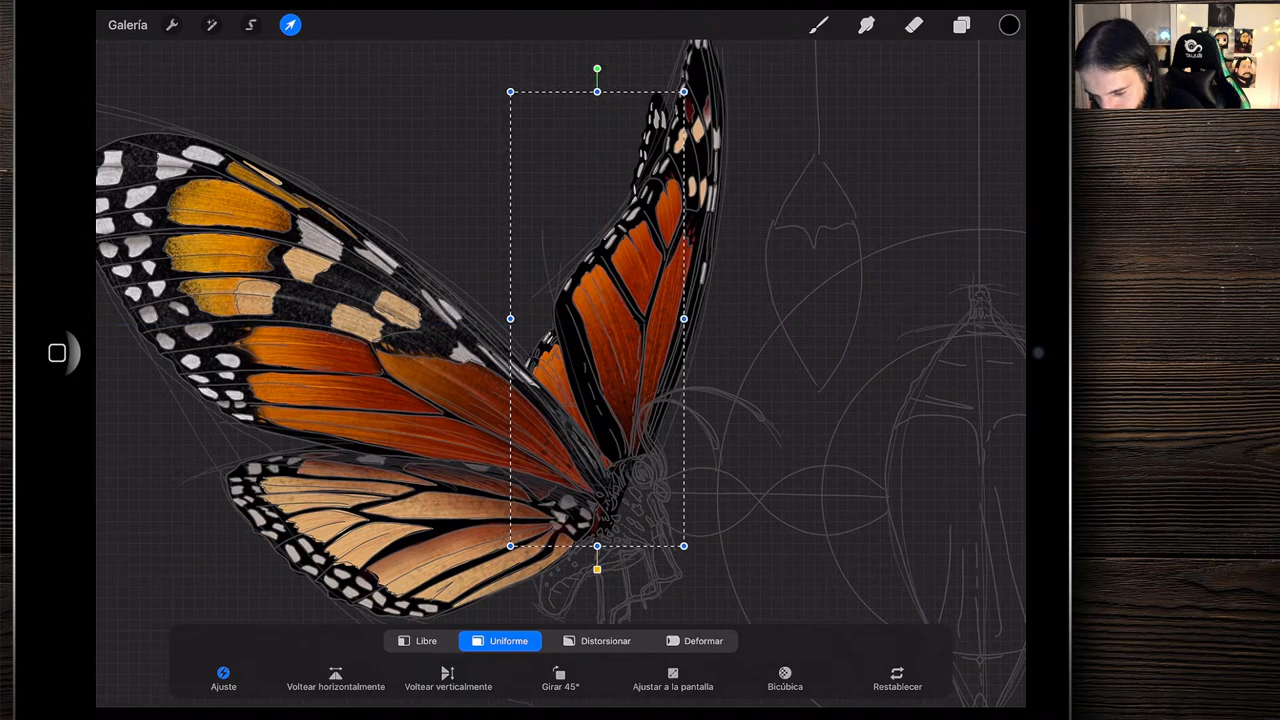 Galería
Libre
Uniforme
Distorsionar
Deformar
Ajuste
Voltear horizontalmente
Voltear verticalmente
Girar 45°
Ajustar a la pantalla
Bicúbica
Restablecer